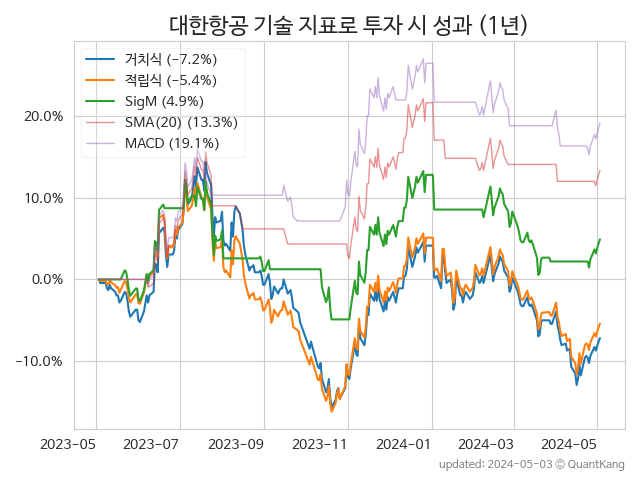 대한항공 기술 지표로 투자 시 성과 (1년)
거치식 (−7.2%)
적립식 (−5.4%)
SigM (4.9%)
SMA(20) (13.3%)
MACD (19.1%)
20.0%
10.0%
0.0%
−10.0%
2023-05 2023-07 2023-09 2023-11 2024-01 2024-03 2024-05
updated: 2024-05-03 © QuantKang